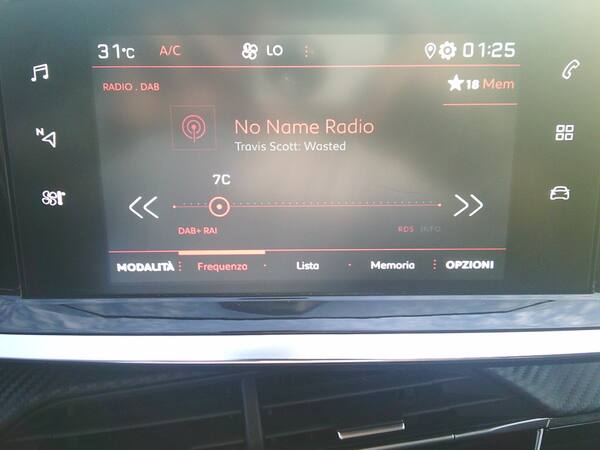 31°C A/C LO 01:25
RADIO . DAB
18 Mem
No Name Radio
Travis Scott: Wasted
N
7C
DAB+ RAI RDS INFO
MODALITÀ Frequenza Lista Memoria OPZIONI